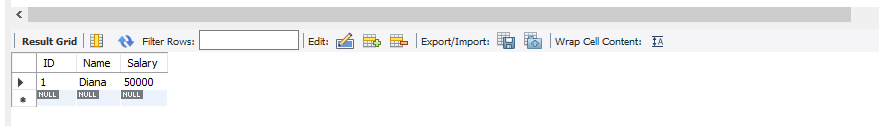 Result Grid Filter Rows: Edit: Export/Import: Wrap Cell Content: IA
ID Name Salary
1 Diana 50000
NULL NULL NULL